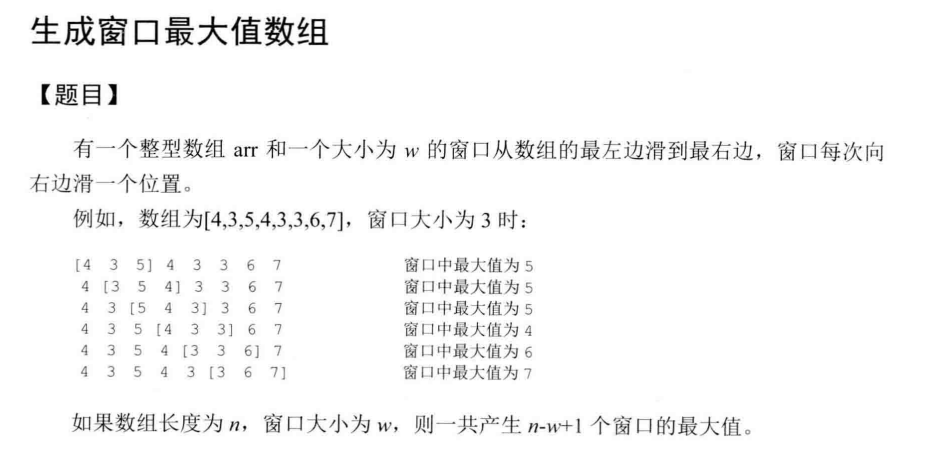 生成窗口最大值数组
【题目】
有一个整型数组 arr 和一个大小为 w 的窗口从数组的最左边滑到最右边，窗口每次向
右边滑一个位置。
例如，数组为[4,3,5,4,3,3,6,7]，窗口大小为 3 时：
[4 3 5] 4 3 3 6 7 窗口中最大值为 5
4 [3 5 4] 3 3 6 7 窗口中最大值为 5
4 3 [5 4 3] 3 6 7 窗口中最大值为 5
4 3 5 [4 3 3] 6 7 窗口中最大值为 4
4 3 5 4 [3 3 6] 7 窗口中最大值为 6
4 3 5 4 3 [3 6 7] 窗口中最大值为 7
如果数组长度为 n，窗口大小为 w，则一共产生 n-w+1 个窗口的最大值。